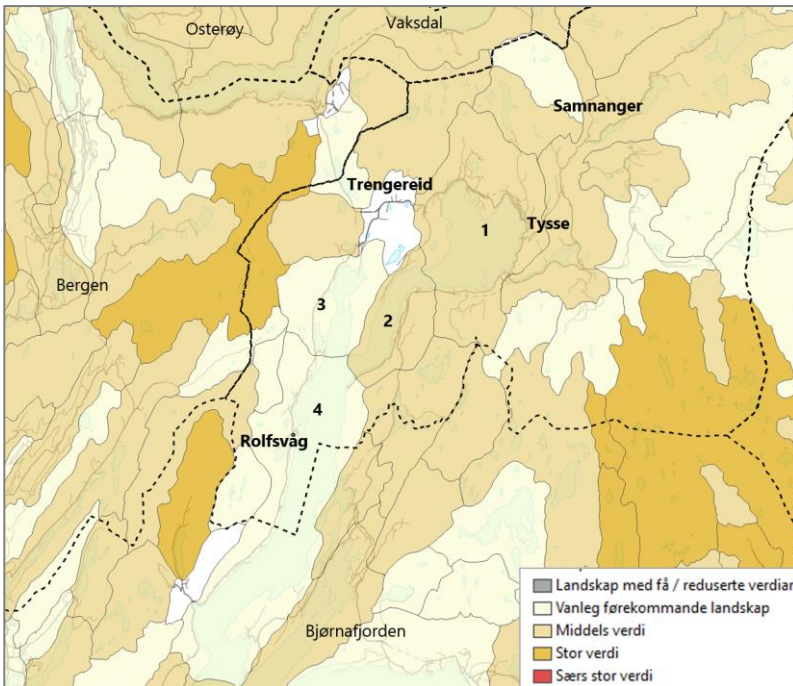 Osterøy
Vaksdal
Samnanger
Trengereid
1
Tysse
Bergen
3
2
4
Rolfsvåg
Bjørnafjorden
Landskap med få / reduserte verdiar
Vanleg førekommande landskap
Middels verdi
Stor verdi
Særs stor verdi